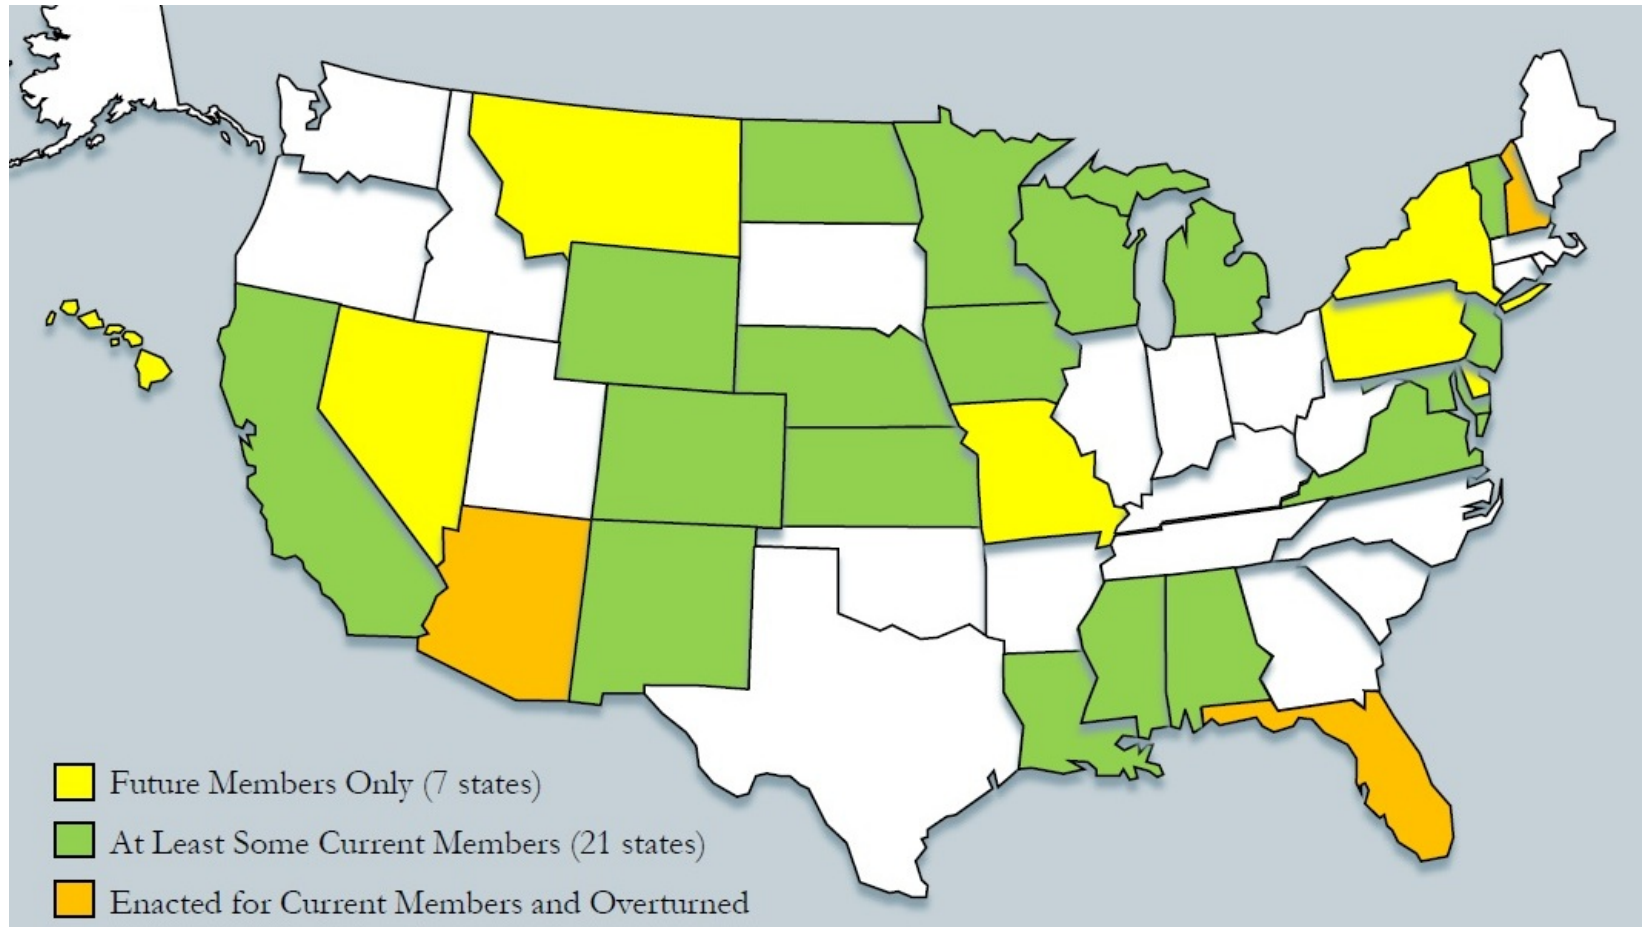 Future Members Only (7 states)
At Least Some Current Members (21 states)
Enacted for Current Members and Overturned